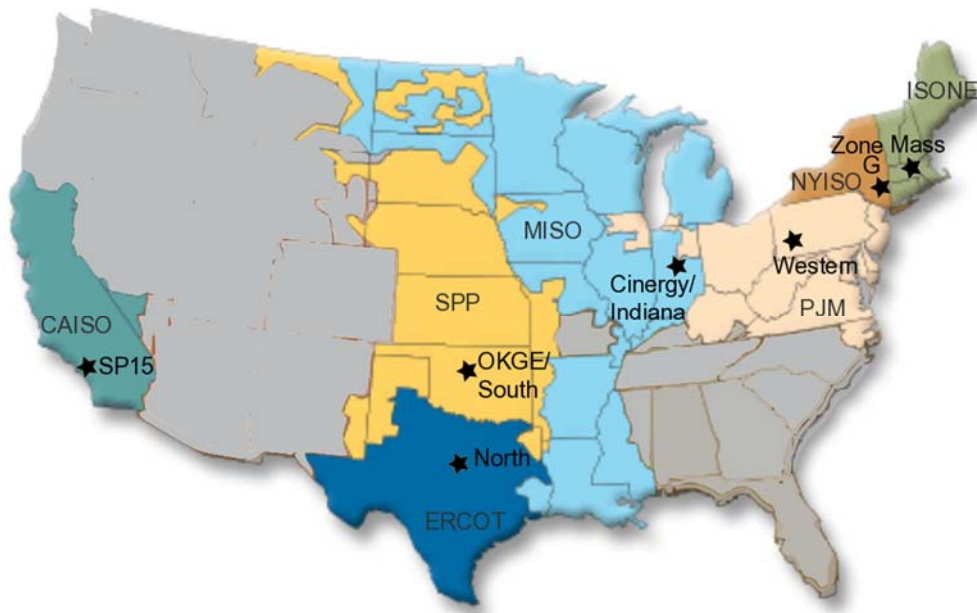 ISONE
Zone
G
Mass
NYISO
MISO
Western
Cinergy/
Indiana
PJM
SPP
CAISO
SP15
OKGE/
South
North
ERCOT